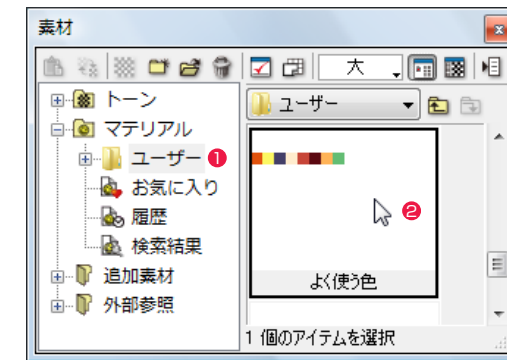 素材
大
トーン
マテリアル
ユーザー ❶
お気に入り
履歴
検索結果
追加素材
外部参照
ユーザー
❷
よく使う色
1 個のアイテムを選択